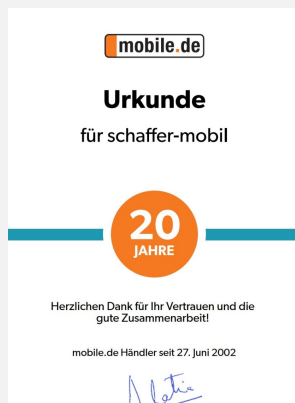 mobile.de
Urkunde
für schaffer-mobil
20
JAHRE
Herzlichen Dank für Ihr Vertrauen und die
gute Zusammenarbeit!
mobile.de Händler seit 27. Juni 2002